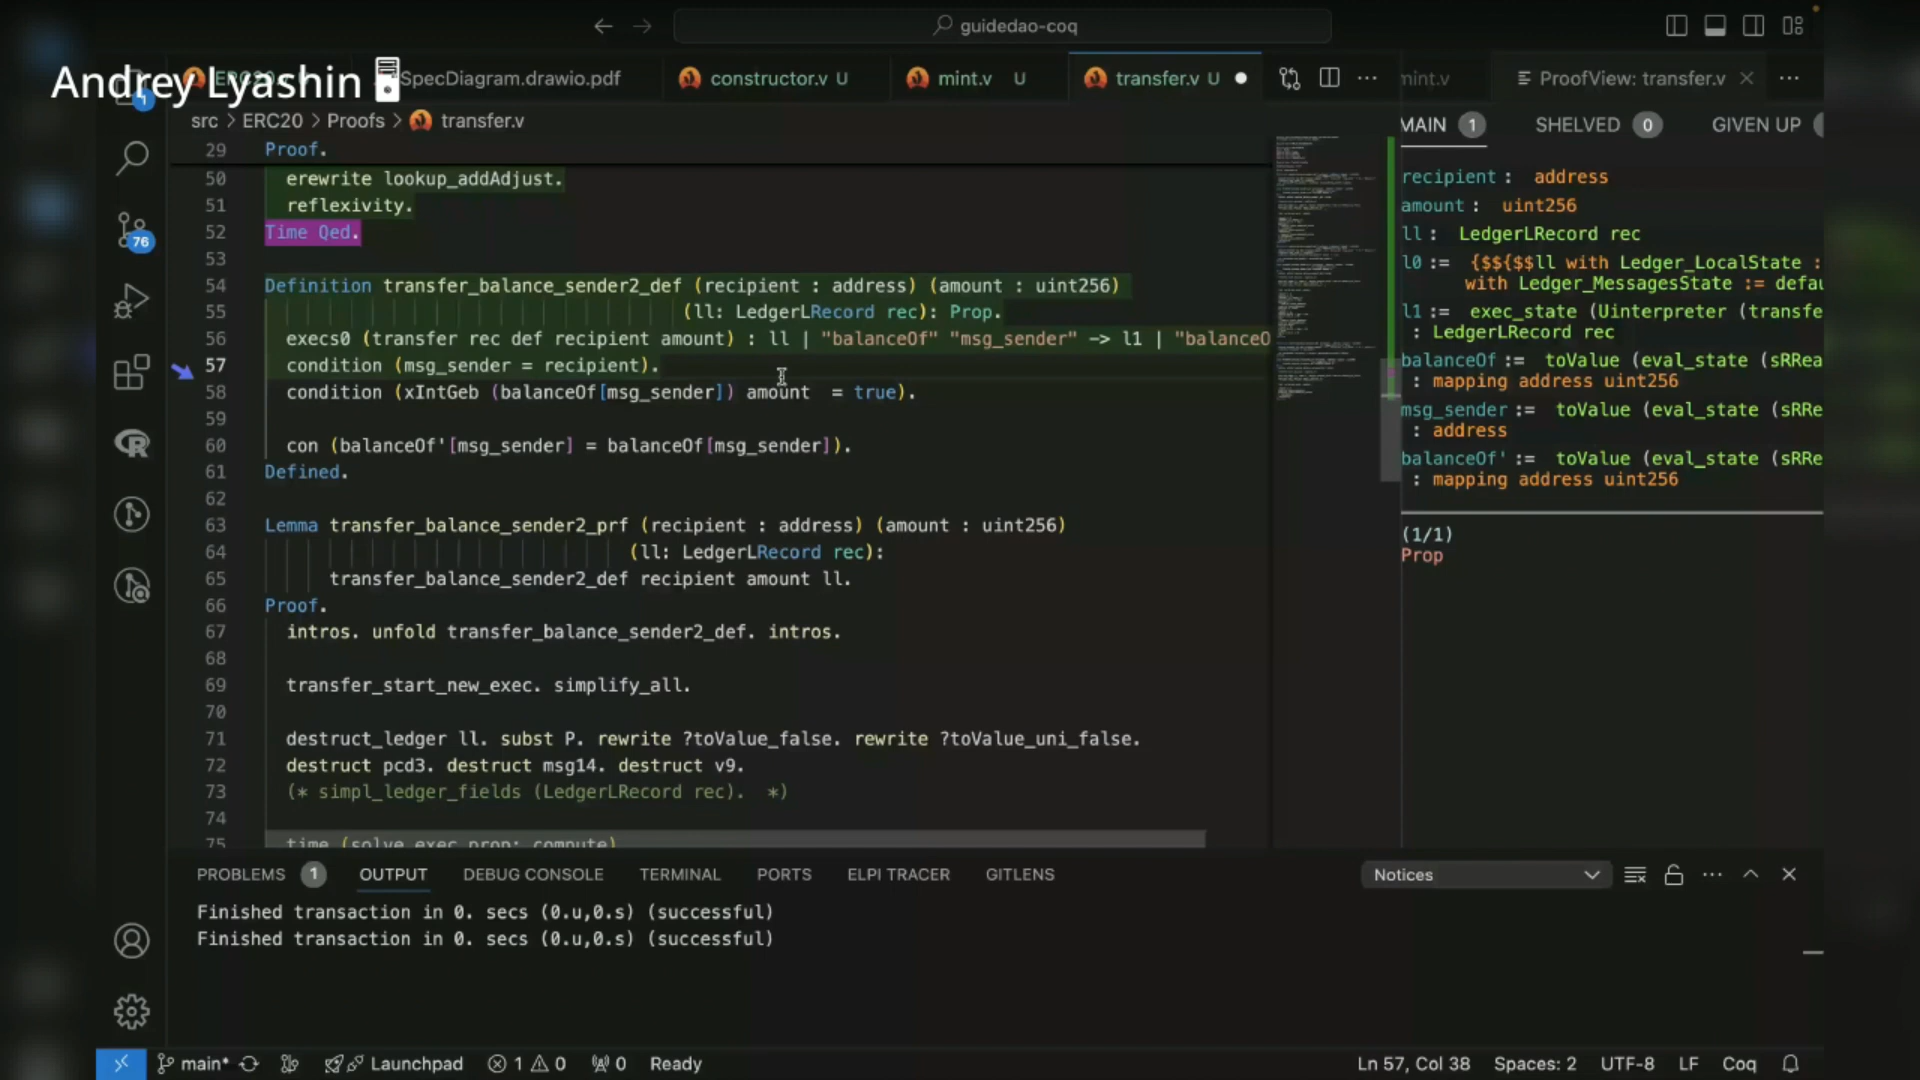 guidedao-coq
Andrey Lyashin
SpecDiagram.drawio.pdf
constructor.v U
mint.v U
transfer.v U
mint.v
ProofView: transfer.v
src > ERC20 > Proofs > transfer.v
MAIN 1 SHELVED 0 GIVEN UP
29 Proof.
50 erewrite lookup_addAdjust.
51 reflexivity.
52 Time Qed.
53
54 Definition transfer_balance_sender2_def (recipient : address) (amount : uint256)
55 (ll: LedgerLRecord rec): Prop.
56 execs0 (transfer rec def recipient amount) : ll | "balanceOf" "msg_sender" -> l1 | "balanceO
57 condition (msg_sender = recipient).
58 condition (xIntGeb (balanceOf[msg_sender]) amount = true).
59
60 con (balanceOf'[msg_sender] = balanceOf[msg_sender]).
61 Defined.
62
63 Lemma transfer_balance_sender2_prf (recipient : address) (amount : uint256)
64 (ll: LedgerLRecord rec):
65 transfer_balance_sender2_def recipient amount ll.
66 Proof.
67 intros. unfold transfer_balance_sender2_def. intros.
68
69 transfer_start_new_exec. simplify_all.
70
71 destruct_ledger ll. subst P. rewrite ?toValue_false. rewrite ?toValue_uni_false.
72 destruct pcd3. destruct msg14. destruct v9.
73 (* simpl_ledger_fields (LedgerLRecord rec). *)
74
75 time (solve_exec_prop; compute)
recipient : address
amount : uint256
ll : LedgerLRecord rec
l0 := {$${$$ll with Ledger_LocalState :
with Ledger_MessagesState := defau
l1 := exec_state (Uinterpreter (transfe
: LedgerLRecord rec
balanceOf := toValue (eval_state (sRRea
: mapping address uint256
msg_sender := toValue (eval_state (sRRe
: address
balanceOf' := toValue (eval_state (sRRe
: mapping address uint256
(1/1)
Prop
76
PROBLEMS 1 OUTPUT DEBUG CONSOLE TERMINAL PORTS ELPI TRACER GITLENS
Notices
Finished transaction in 0. secs (0.u,0.s) (successful)
Finished transaction in 0. secs (0.u,0.s) (successful)
main* Launchpad 1 0 0 Ready
Ln 57, Col 38 Spaces: 2 UTF-8 LF Coq